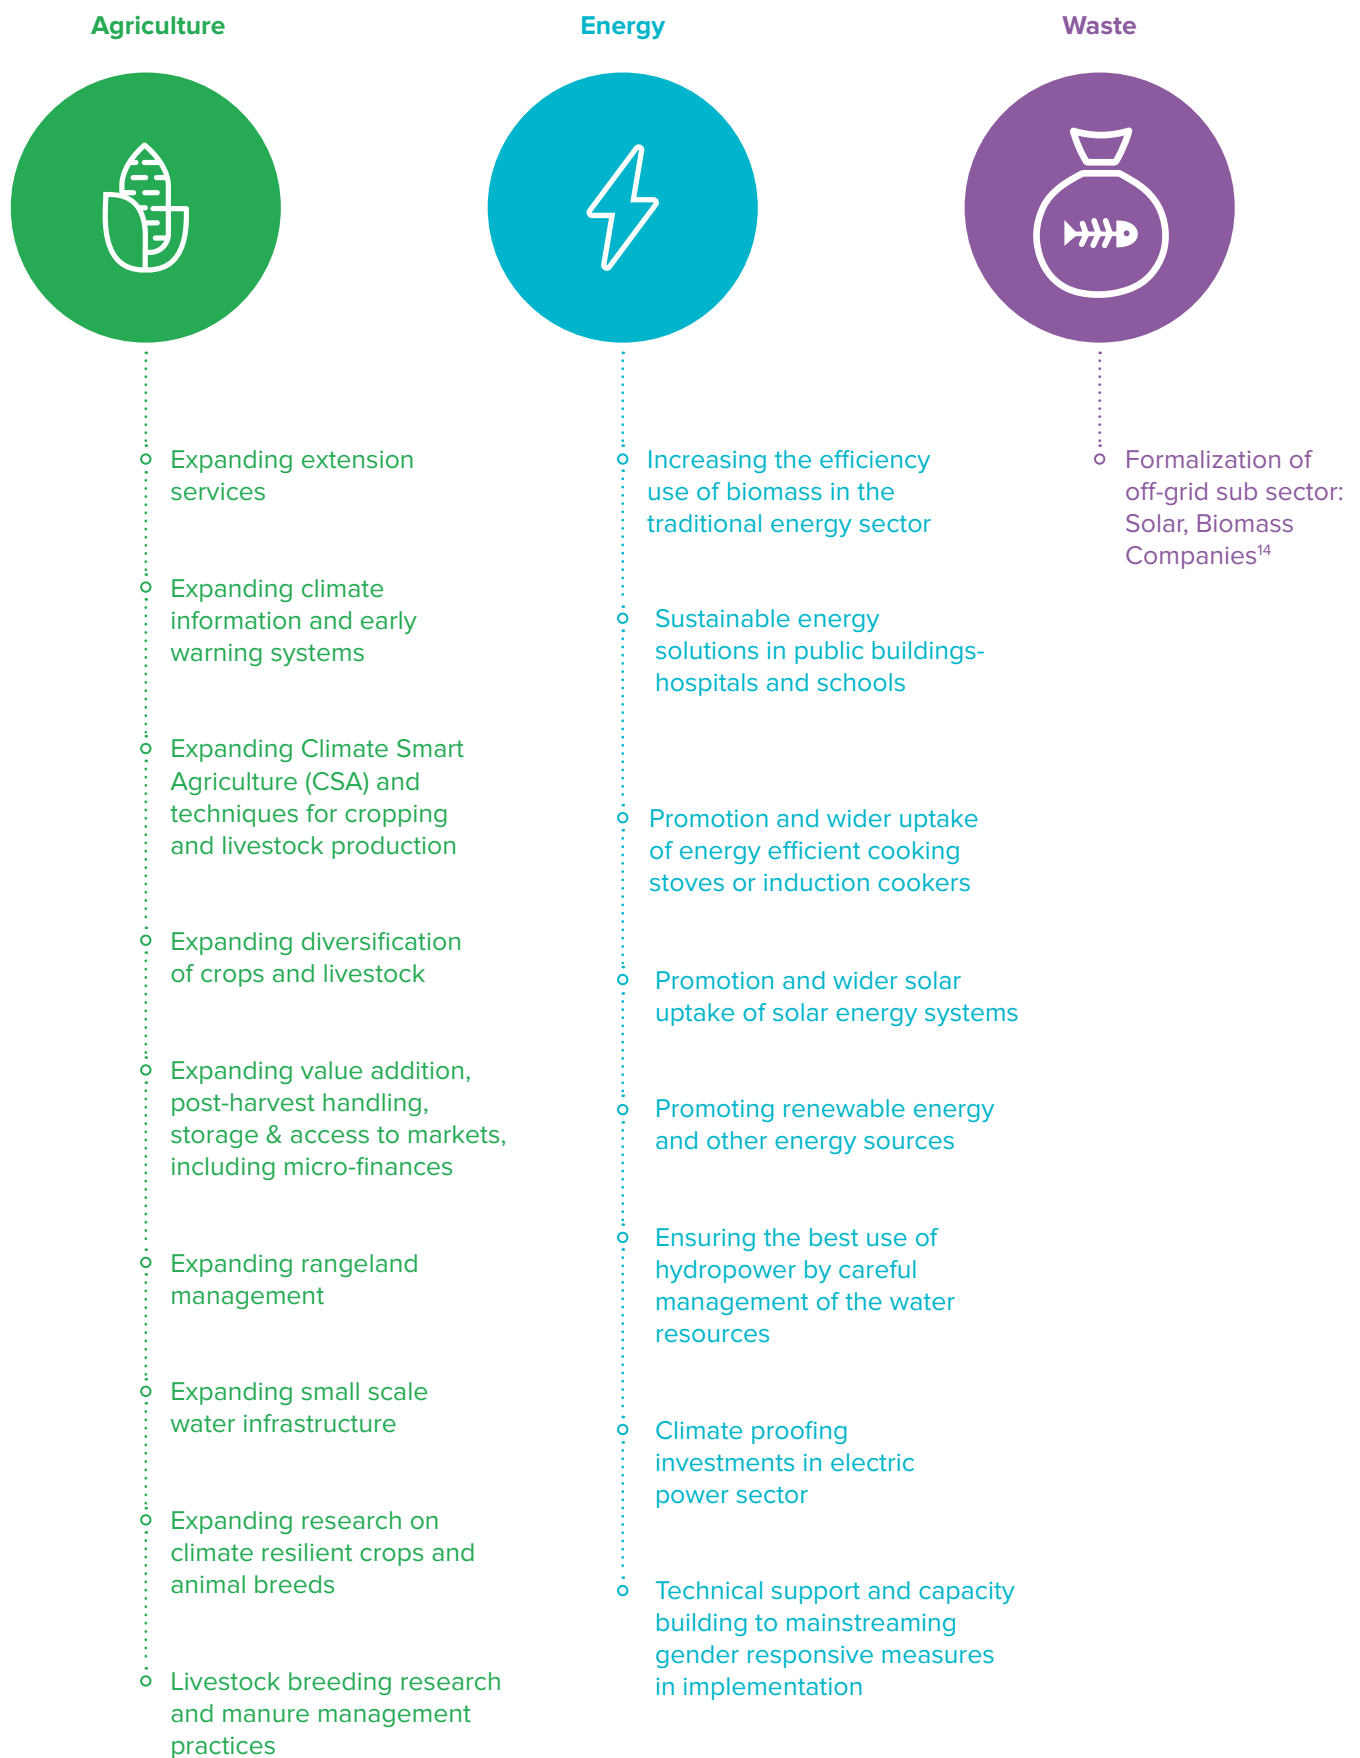 Agriculture
Expanding extension
services
Expanding climate
information and early
warning systems
Expanding Climate Smart
Agriculture (CSA) and
techniques for cropping
and livestock production
Expanding diversification
of crops and livestock
Expanding value addition,
post-harvest handling,
storage & access to markets,
including micro-finances
Expanding rangeland
management
Expanding small scale
water infrastructure
Expanding research on
climate resilient crops and
animal breeds
Livestock breeding research
and manure management
practices
Energy
Increasing the efficiency
use of biomass in the
traditional energy sector
Sustainable energy
solutions in public buildings-
hospitals and schools
Promotion and wider uptake
of energy efficient cooking
stoves or induction cookers
Promotion and wider solar
uptake of solar energy systems
Promoting renewable energy
and other energy sources
Ensuring the best use of
hydropower by careful
management of the water
resources
Climate proofing
investments in electric
power sector
Technical support and capacity
building to mainstreaming
gender responsive measures
in implementation
Waste
Formalization of
off-grid sub sector:
Solar, Biomass
Companies¹⁴